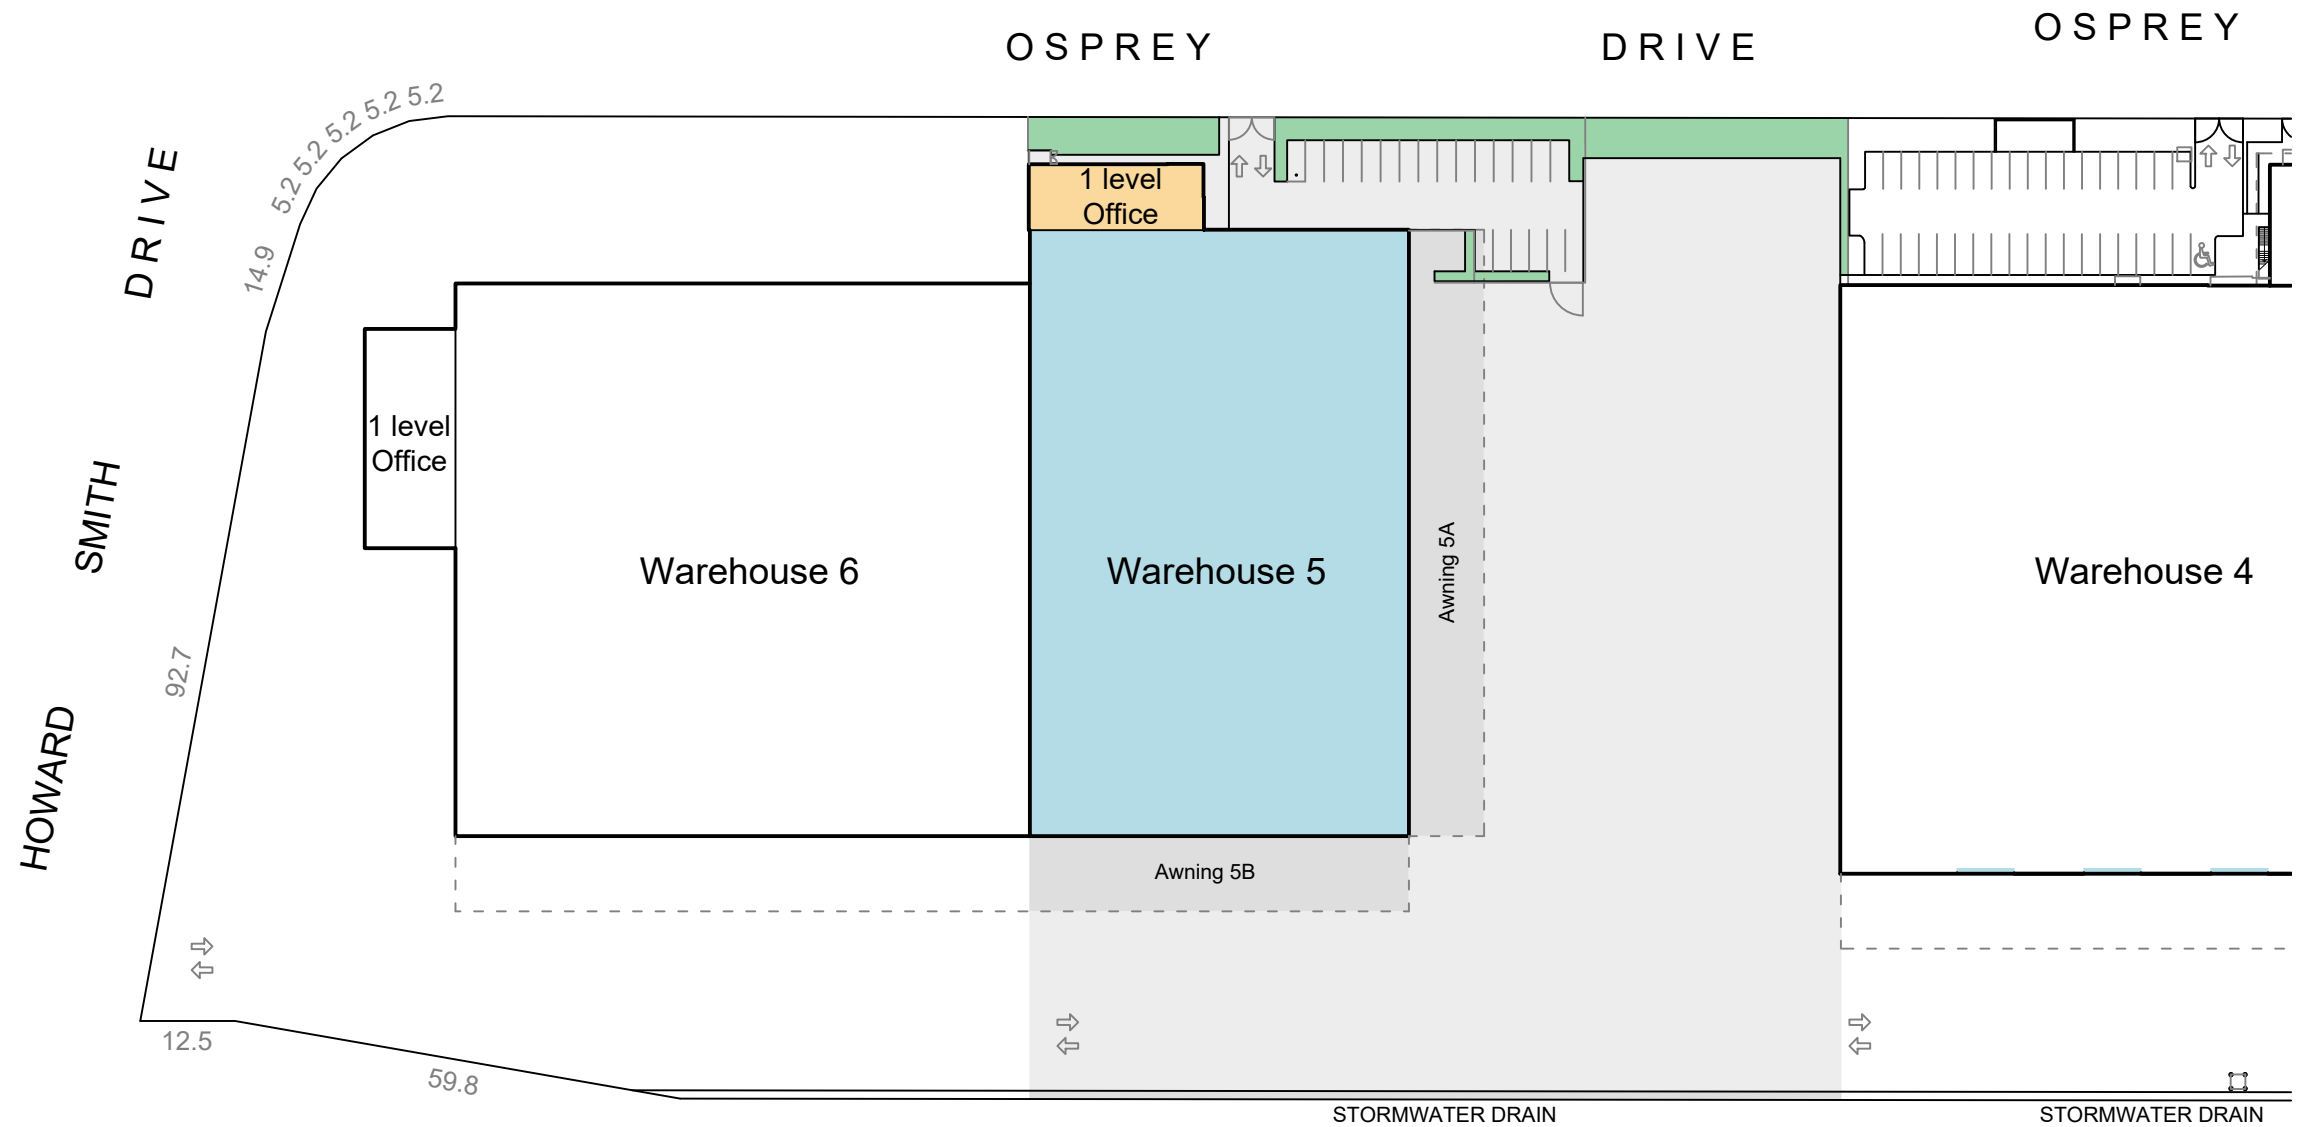 OSPREY
DRIVE
OSPREY
5.2
5.2
5.2
5.2
5.2
DRIVE
14.9
1 level
Office
1 level
Office
SMITH
Awning 5A
Warehouse 6
Warehouse 5
Warehouse 4
92.7
HOWARD
Awning 5B
12.5
59.8
STORMWATER DRAIN
STORMWATER DRAIN